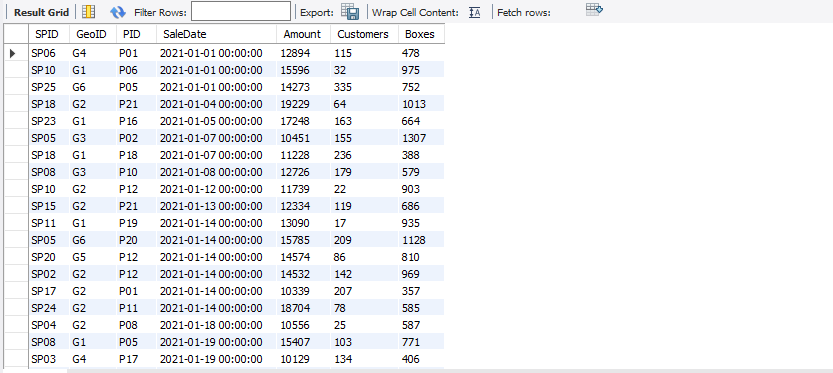 Result Grid Filter Rows: Export: Wrap Cell Content: Fetch rows:
SPID GeoID PID SaleDate Amount Customers Boxes
SP06 G4 P01 2021-01-01 00:00:00 12894 115 478
SP10 G1 P06 2021-01-01 00:00:00 15596 32 975
SP25 G6 P05 2021-01-01 00:00:00 14273 335 752
SP18 G2 P21 2021-01-04 00:00:00 19229 64 1013
SP23 G1 P16 2021-01-05 00:00:00 17248 163 664
SP05 G3 P02 2021-01-07 00:00:00 10451 155 1307
SP18 G1 P18 2021-01-07 00:00:00 11228 236 388
SP08 G3 P10 2021-01-08 00:00:00 12726 179 579
SP10 G2 P12 2021-01-12 00:00:00 11739 22 903
SP15 G2 P21 2021-01-13 00:00:00 12334 119 686
SP11 G1 P19 2021-01-14 00:00:00 13090 17 935
SP05 G6 P20 2021-01-14 00:00:00 15785 209 1128
SP20 G5 P12 2021-01-14 00:00:00 14574 86 810
SP02 G2 P12 2021-01-14 00:00:00 14532 142 969
SP17 G2 P01 2021-01-14 00:00:00 10339 207 357
SP24 G2 P11 2021-01-14 00:00:00 18704 78 585
SP04 G2 P08 2021-01-18 00:00:00 10556 25 587
SP08 G1 P05 2021-01-19 00:00:00 15407 103 771
SP03 G4 P17 2021-01-19 00:00:00 10129 134 406